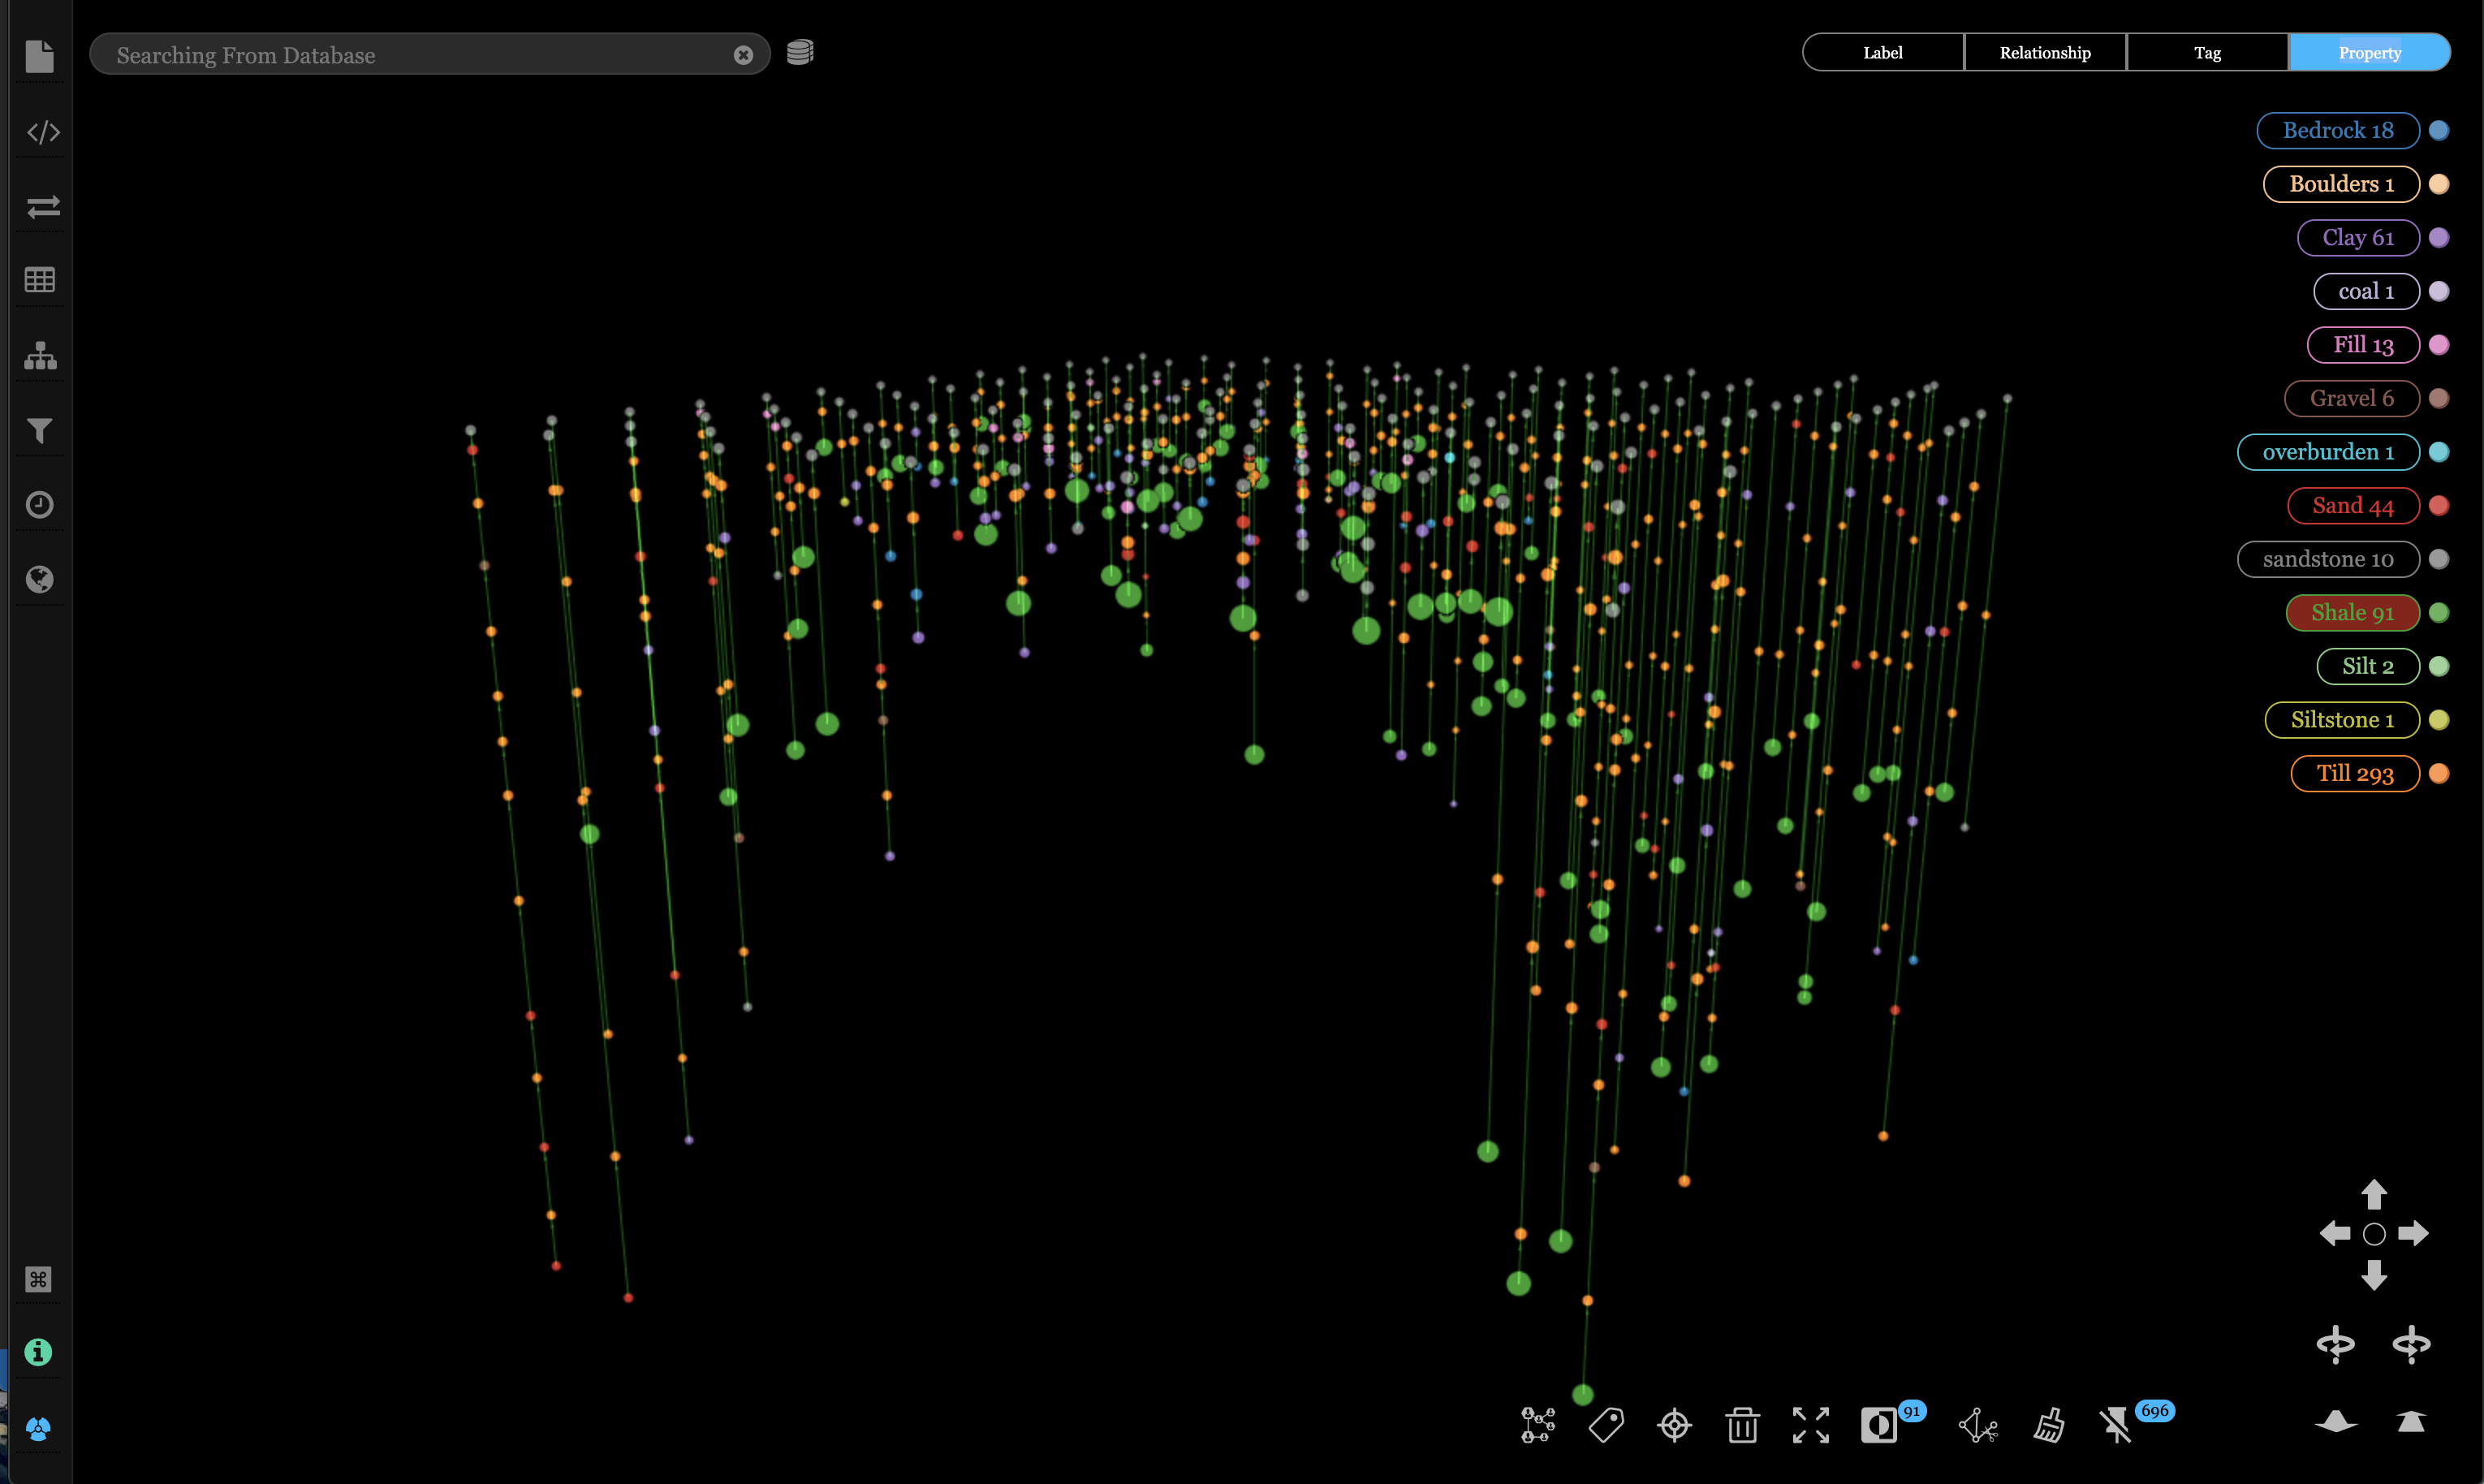 Searching From Database
Label Relationship Tag Property
Bedrock 18
Boulders 1
Clay 61
coal 1
Fill 13
Gravel 6
overburden 1
Sand 44
sandstone 10
Shale 91
Silt 2
Siltstone 1
Till 293
91
696